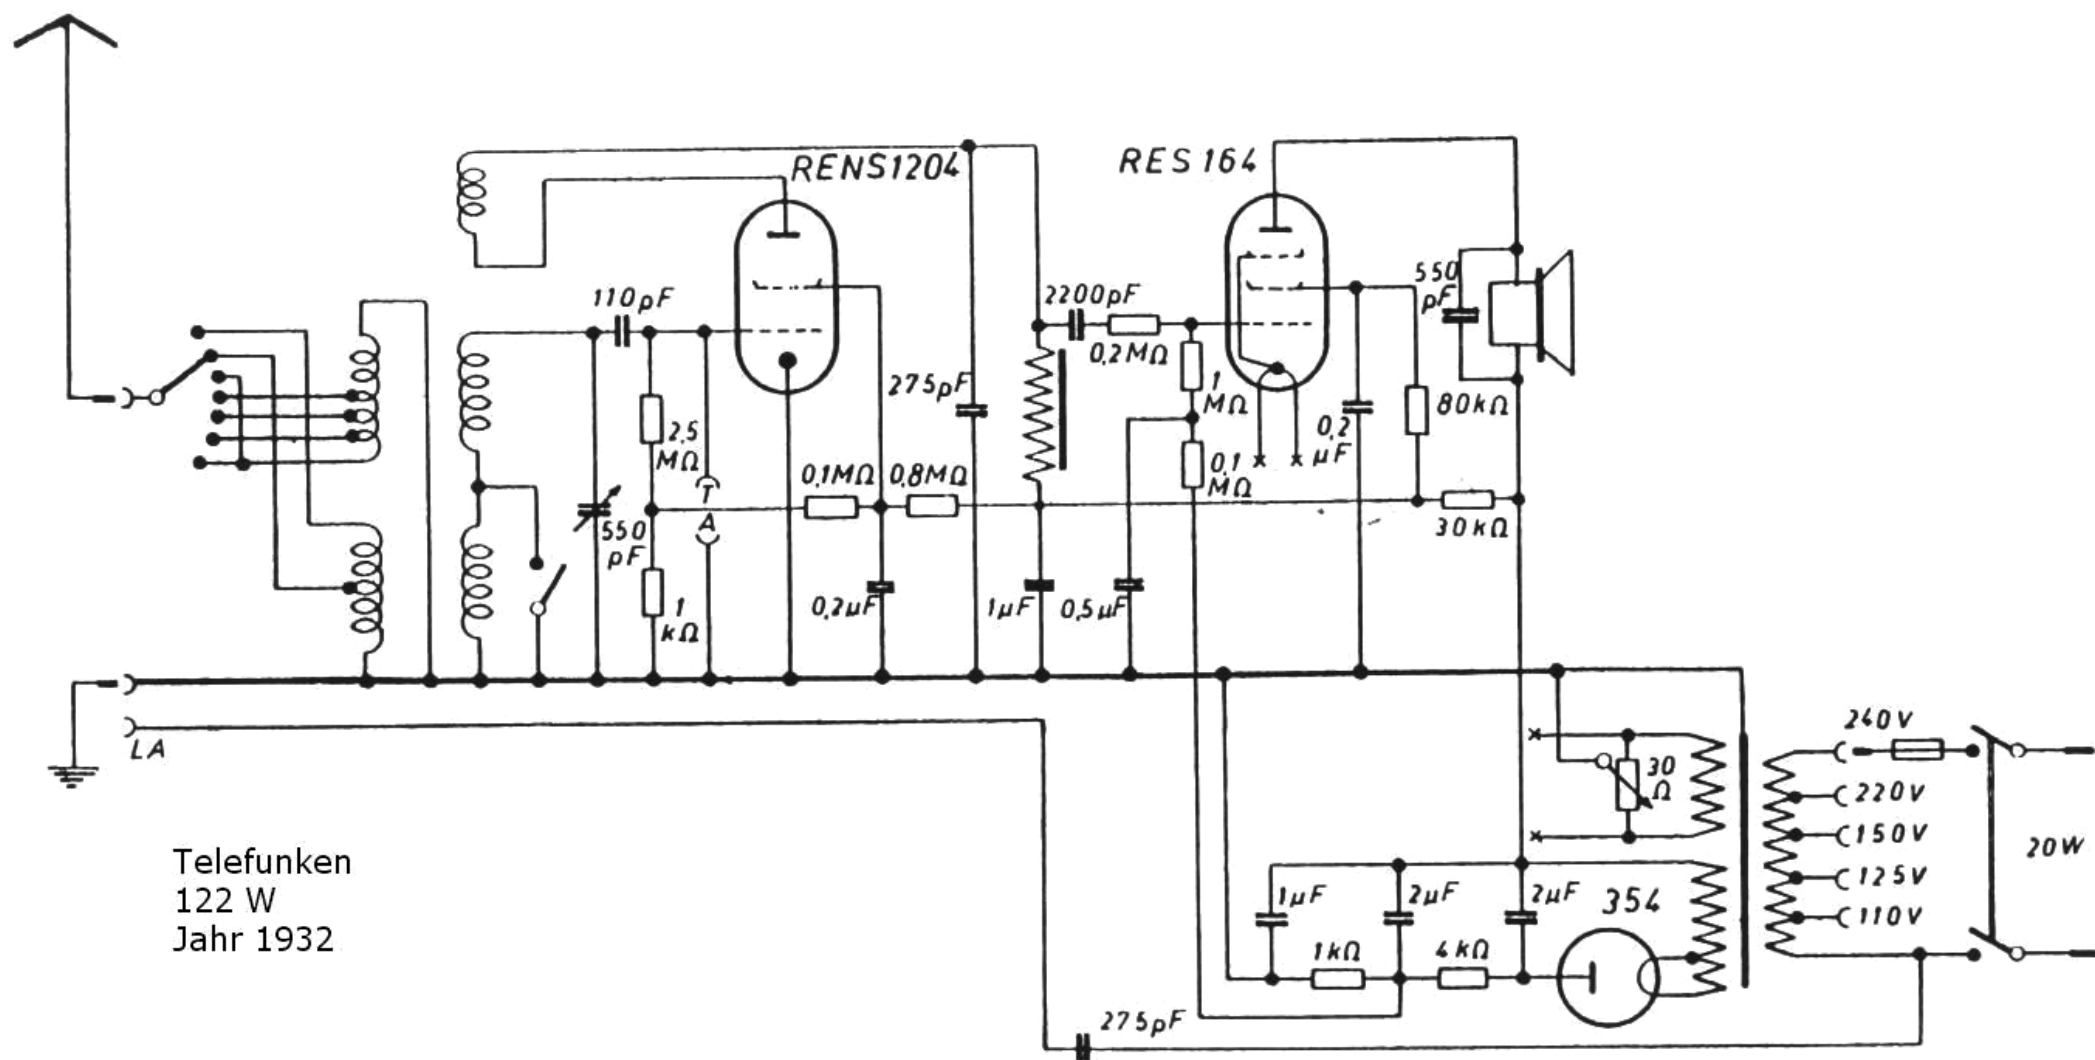 RENS1204
RES 164
110pF
550
pF
2200pF
0,2MΩ
275pF
1
MΩ
80kΩ
2,5
MΩ
0,1MΩ
0,8MΩ
0,1
MΩ
0,2
µF
T
A
550
pF
30kΩ
1
kΩ
0,2µF
1µF
0,5µF
LA
240V
30
Ω
220V
150V
20W
125V
110V
1µF
2µF
2µF
354
1kΩ
4kΩ
275pF
Telefunken
122 W
Jahr 1932